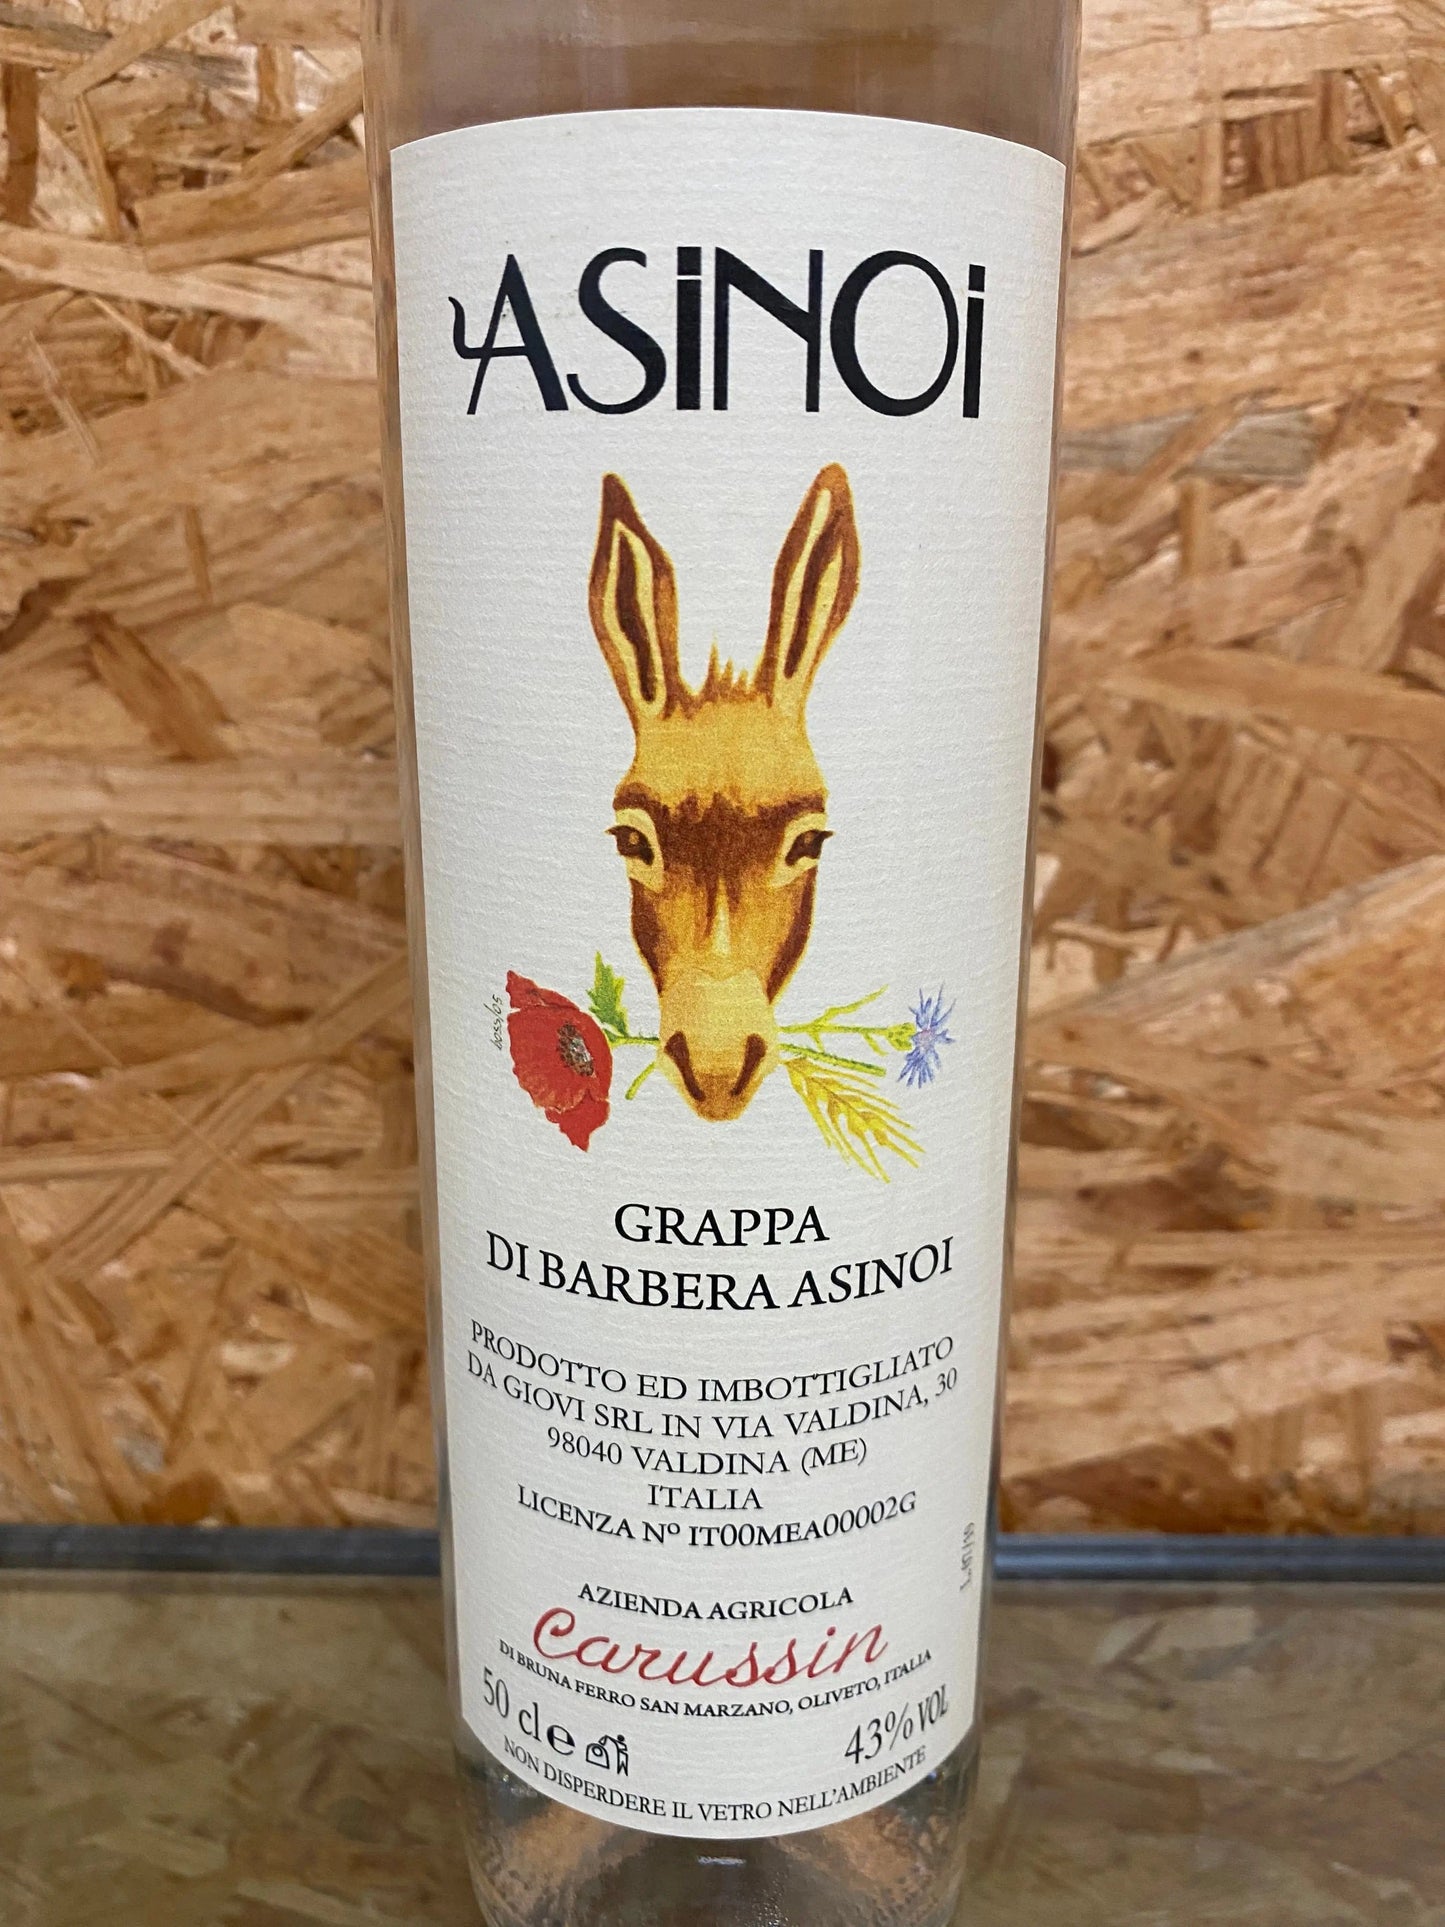 ASiNOi
GRAPPA
DI BARBERA ASINOI
PRODOTTO ED IMBOTTIGLIATO
DA GIOVI SRL IN VIA VALDINA, 30
98040 VALDINA (ME)
ITALIA
LICENZA Nº IT00MEA00002G
AZIENDA AGRICOLA
Carussin
DI BRUNA FERRO SAN MARZANO, OLIVETO, ITALIA
50 cl e
43% VOL
NON DISPERDERE IL VETRO NELL'AMBIENTE